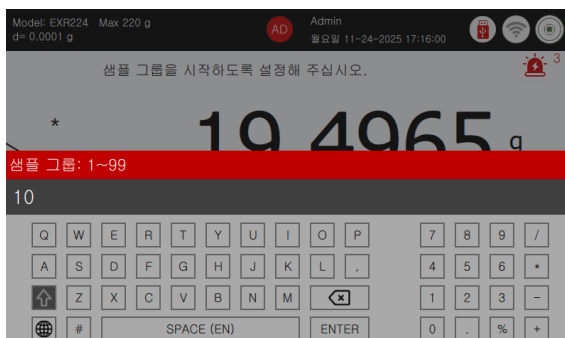 Model: EXR224 Max 220 g
d= 0.0001 g
AD
Admin
월요일 11-24-2025 17:16:00
3
샘플 그룹을 시작하도록 설정해 주십시오.
* 19.4965 g
샘플 그룹: 1~99
10
Q W E R T Y U I O P 7 8 9 /
A S D F G H J K L , 4 5 6 *
Z X C V B N M 1 2 3 -
# SPACE (EN) ENTER 0 . % +